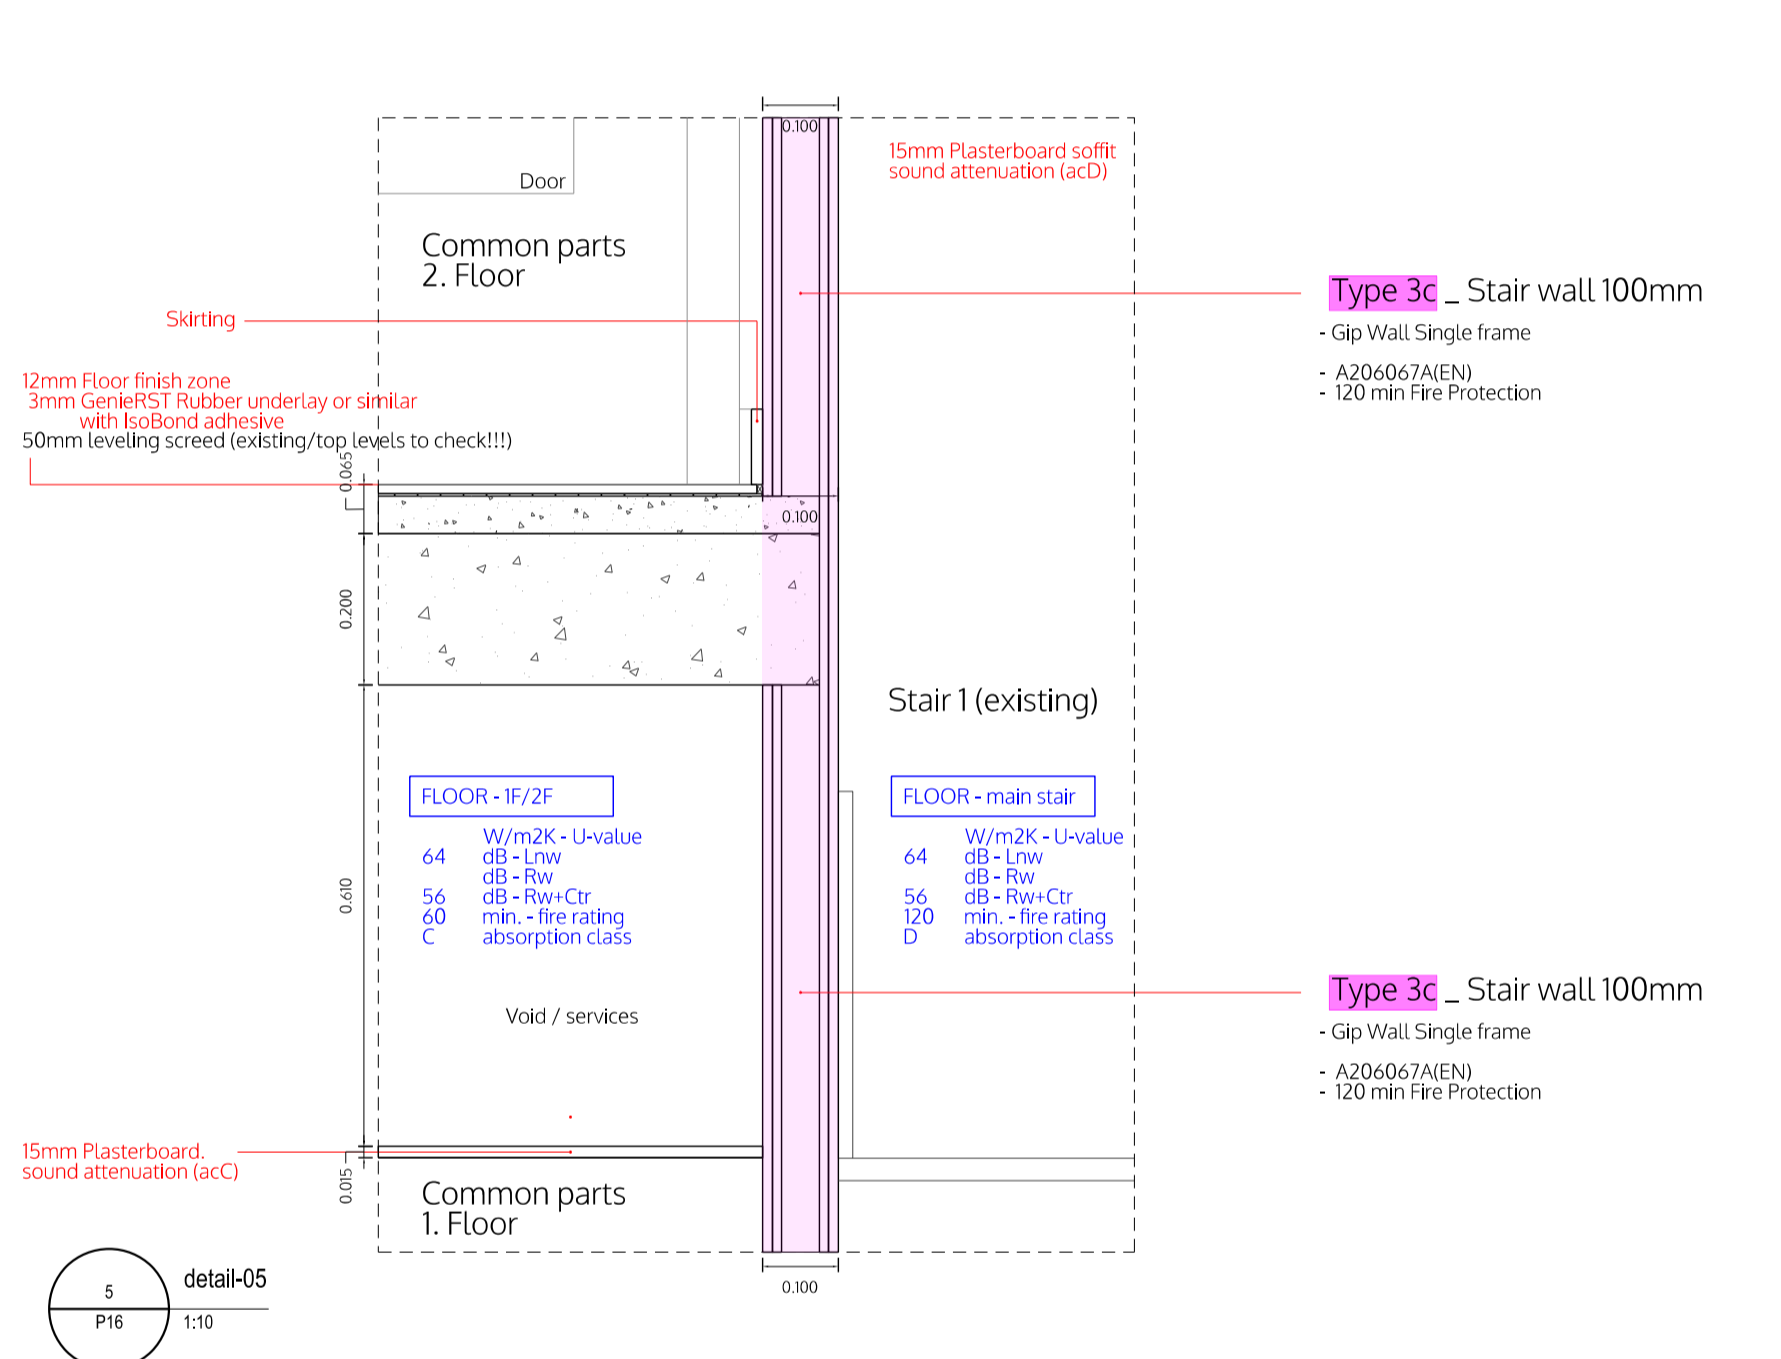 0.100
15mm Plasterboard soffit
sound attenuation (acD)
Door
Common parts
2. Floor
Type 3c _ Stair wall 100mm
- Gip Wall Single frame
- A206067A(EN)
- 120 min Fire Protection
Skirting
12mm Floor finish zone
3mm GenieRST Rubber underlay or similar
with IsoBond adhesive
50mm leveling screed (existing/top levels to check!!!)
0.065
0.100
0.200
Stair 1 (existing)
FLOOR - 1F/2F
W/m2K - U-value
64 dB - Lnw
dB - Rw
56 dB - Rw+Ctr
60 min. - fire rating
C absorption class
FLOOR - main stair
W/m2K - U-value
64 dB - Lnw
dB - Rw
56 dB - Rw+Ctr
120 min. - fire rating
D absorption class
0.610
Void / services
Type 3c _ Stair wall 100mm
- Gip Wall Single frame
- A206067A(EN)
- 120 min Fire Protection
15mm Plasterboard.
sound attenuation (acC)
0.015
Common parts
1. Floor
0.100
5
P16
detail-05
1:10